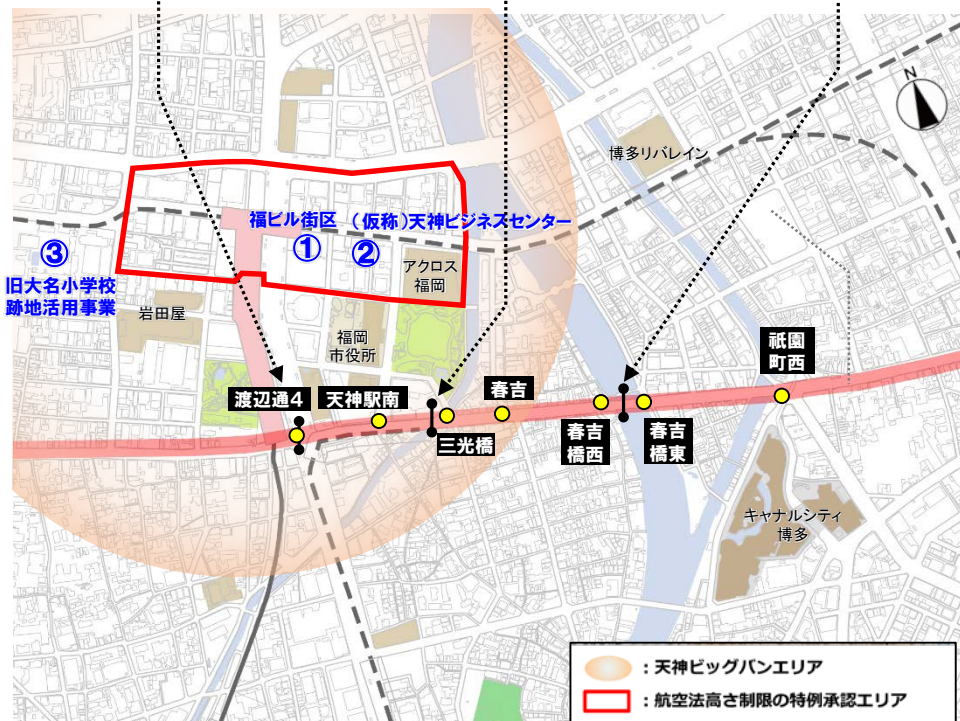 N
博多リバレイン
福ビル街区
(仮称)天神ビジネスセンター
①
②
③
旧大名小学校
跡地活用事業
アクロス
福岡
岩田屋
福岡
市役所
祇園
町西
渡辺通4
天神駅南
春吉
三光橋
春吉
橋西
春吉
橋東
キャナルシティ
博多
:天神ビッグバンエリア
:航空法高さ制限の特例承認エリア